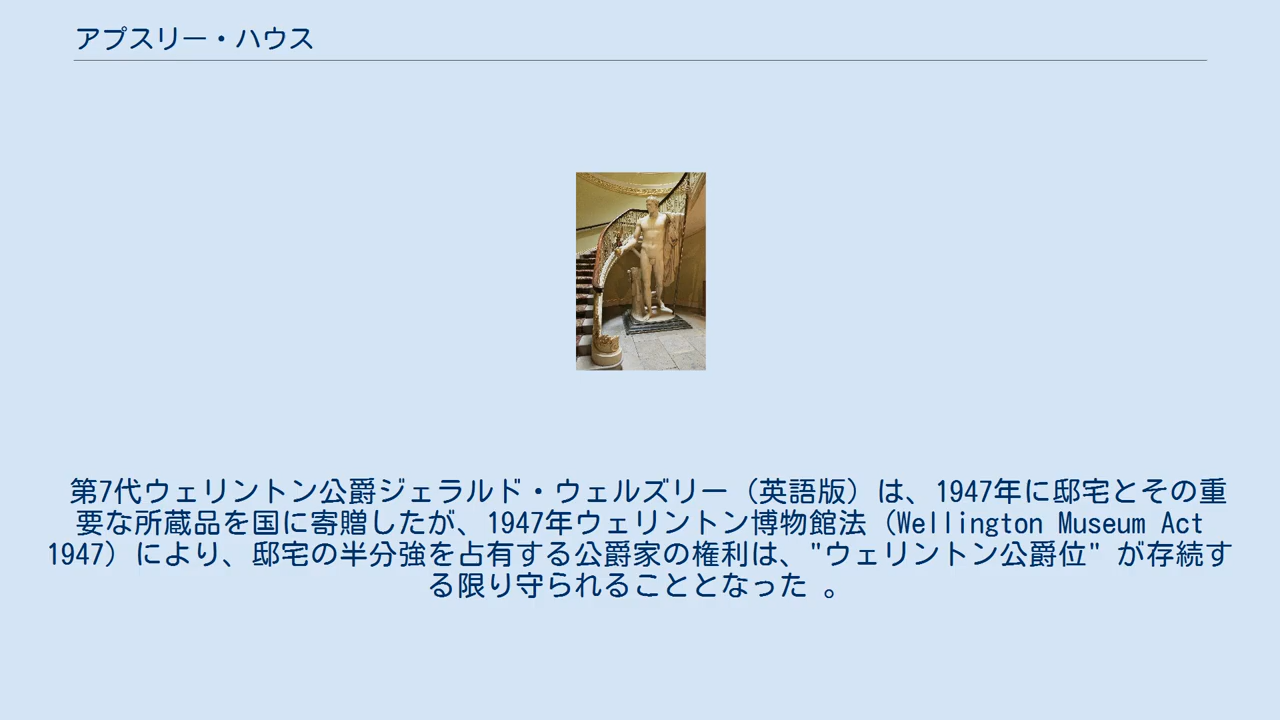 アプスリー・ハウス
第7代ウェリントン公爵ジェラルド・ウェルズリー（英語版）は、1947年に邸宅とその重
要な所蔵品を国に寄贈したが、1947年ウェリントン博物館法（Wellington Museum Act
1947）により、邸宅の半分強を占有する公爵家の権利は、"ウェリントン公爵位" が存続す
る限り守られることとなった 。